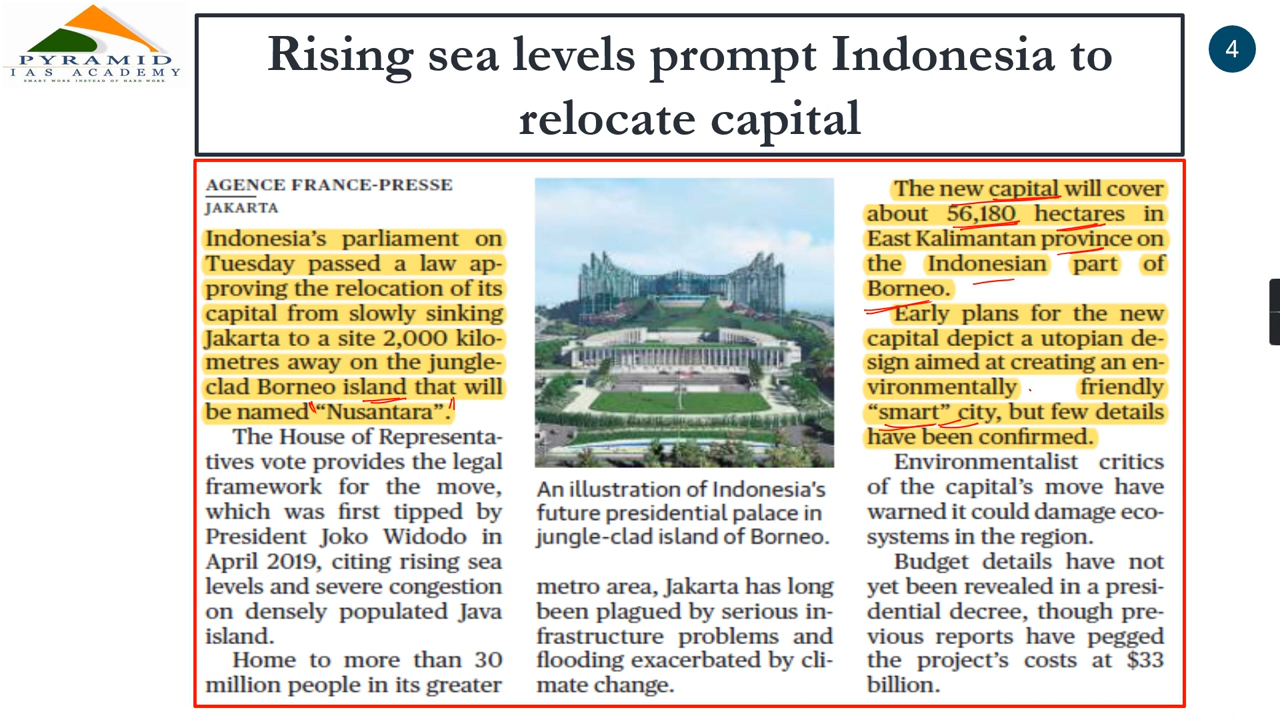 PYRAMID
IAS ACADEMY
SMART WORK INSTEAD OF HARD WORK
Rising sea levels prompt Indonesia to
relocate capital
4
AGENCE FRANCE-PRESSE
JAKARTA
Indonesia's parliament on
Tuesday passed a law ap-
proving the relocation of its
capital from slowly sinking
Jakarta to a site 2,000 kilo-
metres away on the jungle-
clad Borneo island that will
be named “Nusantara”.
The House of Representa-
tives vote provides the legal
framework for the move,
which was first tipped by
President Joko Widodo in
April 2019, citing rising sea
levels and severe congestion
on densely populated Java
island.
Home to more than 30
million people in its greater
An illustration of Indonesia's
future presidential palace in
jungle-clad island of Borneo.
metro area, Jakarta has long
been plagued by serious in-
frastructure problems and
flooding exacerbated by cli-
mate change.
The new capital will cover
about 56,180 hectares in
East Kalimantan province on
the Indonesian part of
Borneo.
Early plans for the new
capital depict a utopian de-
sign aimed at creating an en-
vironmentally friendly
“smart” city, but few details
have been confirmed.
Environmentalist critics
of the capital's move have
warned it could damage eco-
systems in the region.
Budget details have not
yet been revealed in a presi-
dential decree, though pre-
vious reports have pegged
the project's costs at $33
billion.